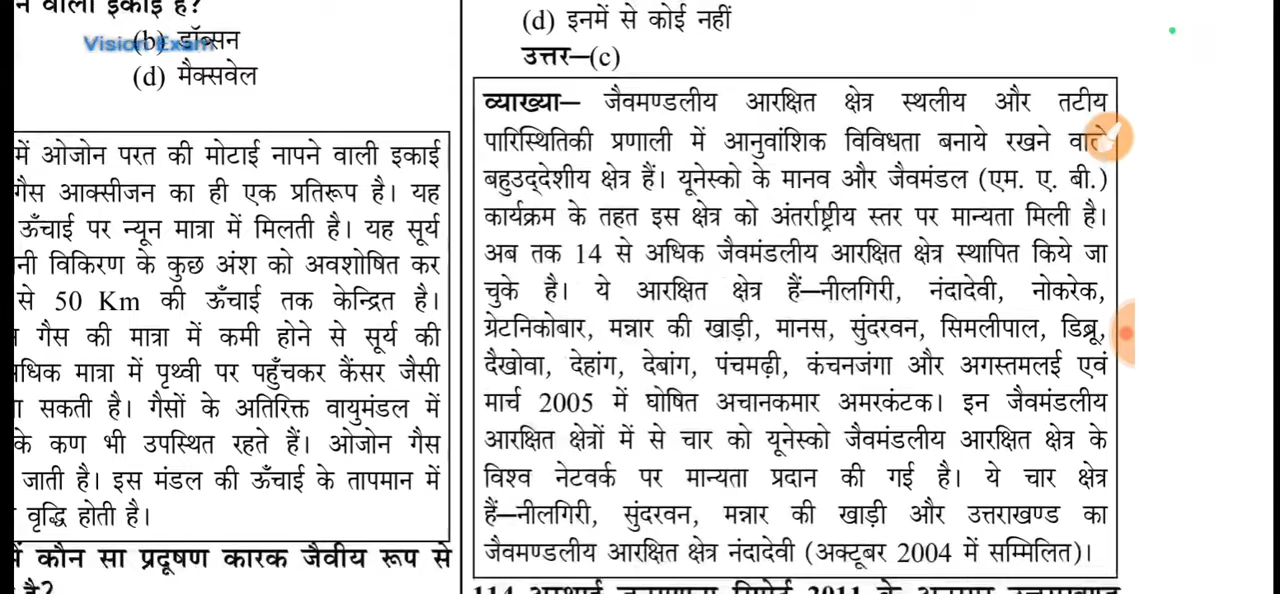 (b) डॉब्सन
Vision Exam
(d) मैक्सवेल
में ओजोन परत की मोटाई नापने वाली इकाई
गैस आक्सीजन का ही एक प्रतिरूप है। यह
ऊँचाई पर न्यून मात्रा में मिलती है। यह सूर्य
विकिरण के कुछ अंश को अवशोषित कर
से 50 Km की ऊँचाई तक केन्द्रित है।
गैस की मात्रा में कमी होने से सूर्य की
मात्रा में पृथ्वी पर पहुँचकर कैंसर जैसी
सकती है। गैसों के अतिरिक्त वायुमंडल में
के कण भी उपस्थित रहते हैं। ओजोन गैस
जाती है। इस मंडल की ऊँचाई के तापमान में
वृद्धि होती है।
कौन सा प्रदूषण कारक जैवीय रूप से
है?
(d) इनमें से कोई नहीं
उत्तर—(c)
व्याख्या— जैवमण्डलीय आरक्षित क्षेत्र स्थलीय और तटीय
पारिस्थितिकी प्रणाली में आनुवांशिक विविधता बनाये रखने वाले
बहुउद्देशीय क्षेत्र हैं। यूनेस्को के मानव और जैवमंडल (एम. ए. बी.)
कार्यक्रम के तहत इस क्षेत्र को अंतर्राष्ट्रीय स्तर पर मान्यता मिली है।
अब तक 14 से अधिक जैवमंडलीय आरक्षित क्षेत्र स्थापित किये जा
चुके है। ये आरक्षित क्षेत्र हैं—नीलगिरी, नंदादेवी, नोकरेक,
ग्रेटनिकोबार, मन्नार की खाड़ी, मानस, सुंदरवन, सिमलीपाल, डिब्रू,
दैखोवा, देहांग, देबांग, पंचमढ़ी, कंचनजंगा और अगस्तमलई एवं
मार्च 2005 में घोषित अचानकमार अमरकंटक। इन जैवमंडलीय
आरक्षित क्षेत्रों में से चार को यूनेस्को जैवमंडलीय आरक्षित क्षेत्र के
विश्व नेटवर्क पर मान्यता प्रदान की गई है। ये चार क्षेत्र
हैं—नीलगिरी, सुंदरवन, मन्नार की खाड़ी और उत्तराखण्ड का
जैवमण्डलीय आरक्षित क्षेत्र नंदादेवी (अक्टूबर 2004 में सम्मिलित)।